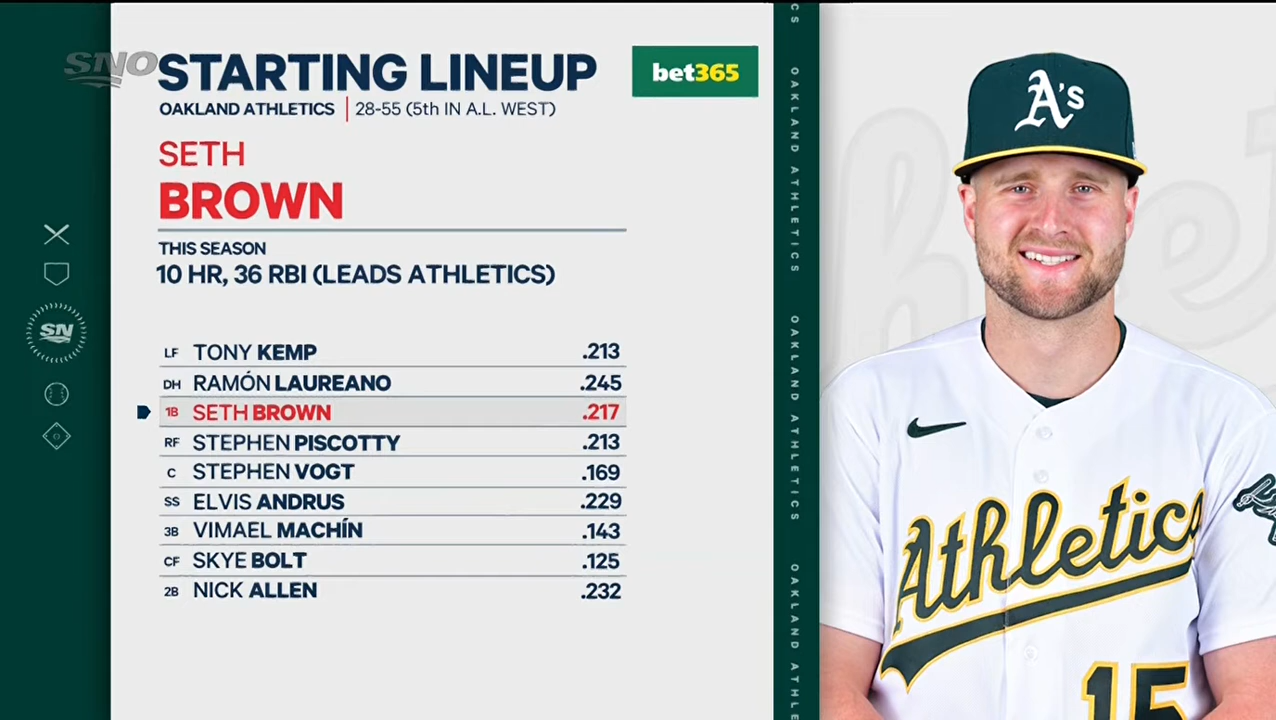 SNO
STARTING LINEUP
bet365
OAKLAND ATHLETICS | 28-55 (5th IN A.L. WEST)
SETH
BROWN
THIS SEASON
10 HR, 36 RBI (LEADS ATHLETICS)
LF TONY KEMP .213
DH RAMÓN LAUREANO .245
1B SETH BROWN .217
RF STEPHEN PISCOTTY .213
C STEPHEN VOGT .169
SS ELVIS ANDRUS .229
3B VIMAEL MACHÍN .143
CF SKYE BOLT .125
2B NICK ALLEN .232
SN
CS
OAKLAND ATHLETICS
OAKLAND ATHLETICS
OAKLAND ATHLE
A's
Athletics
15